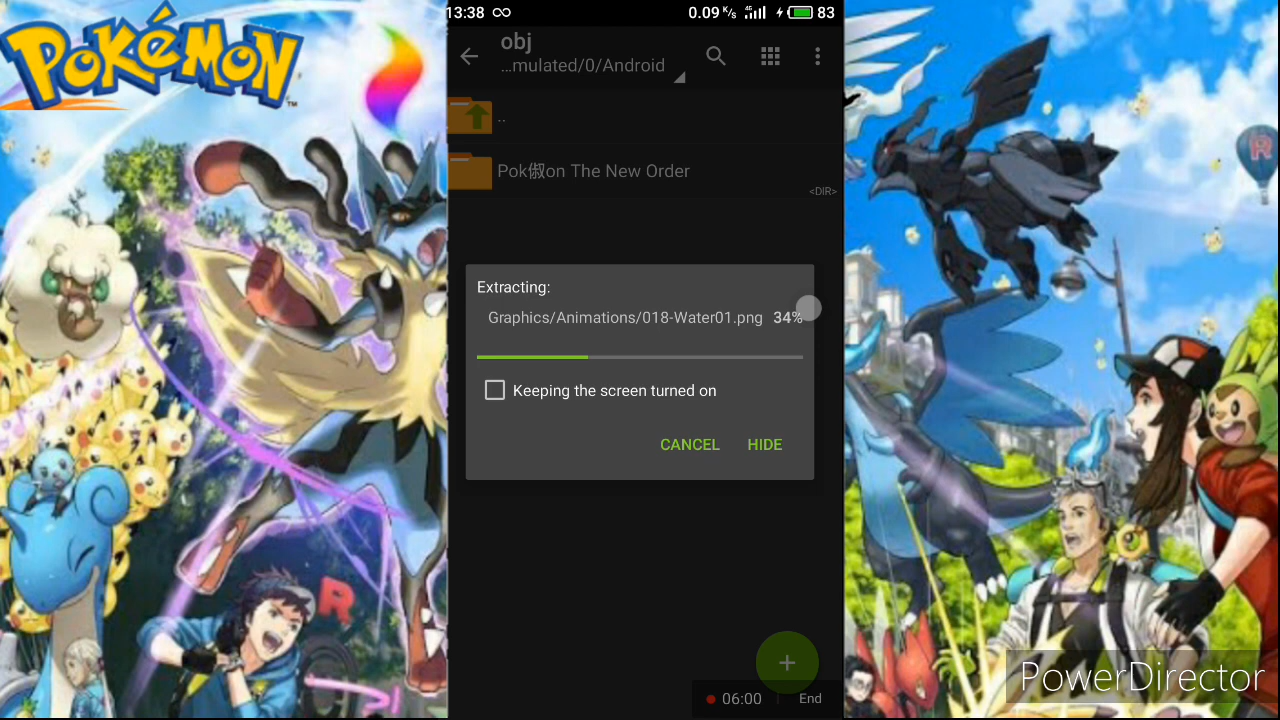 POKéMON
TM
13:38
0.09 K/s 4G 83
obj
...mulated/0/Android
..
Pok俶on The New Order
<DIR>
Extracting:
Graphics/Animations/018-Water01.png 34%
Keeping the screen turned on
CANCEL HIDE
06:00 End
R
R
PowerDirector